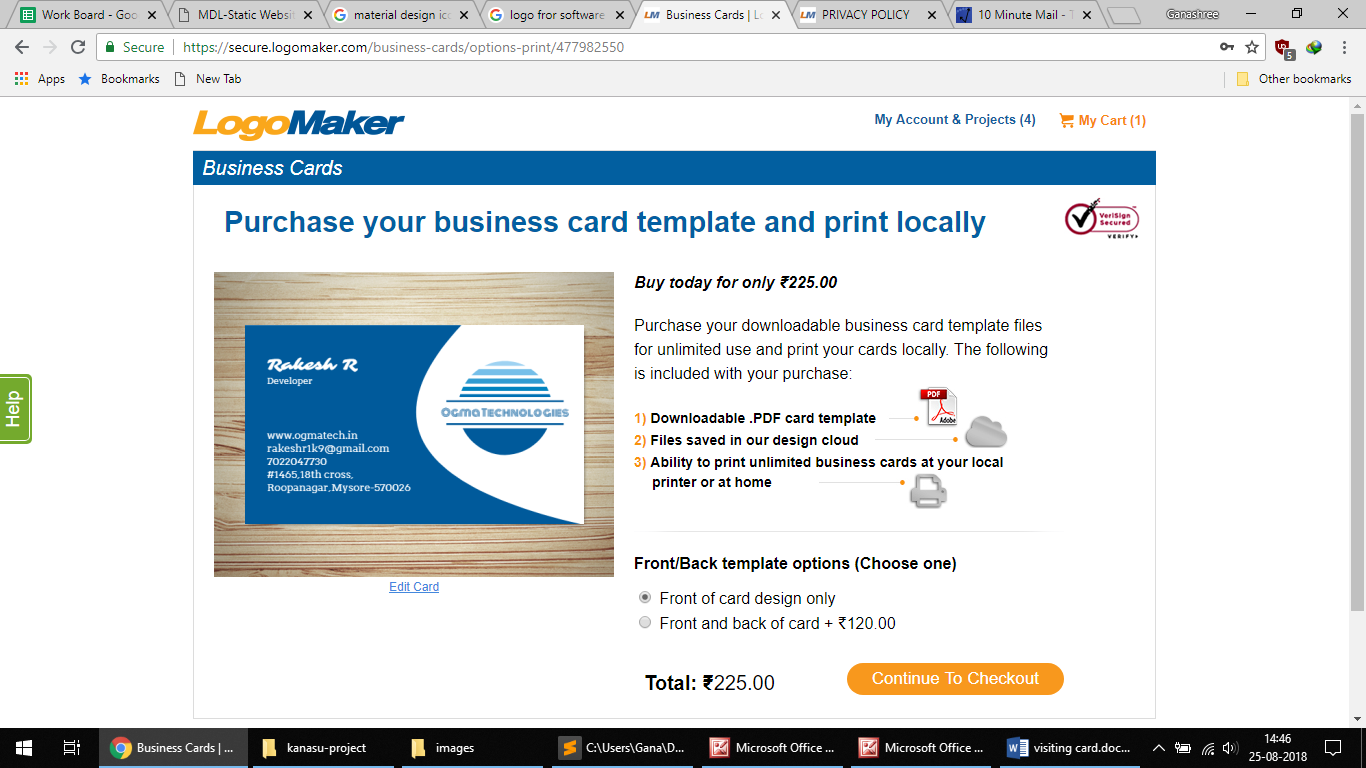 Work Board - Goo
MDL-Static Websit
material design ico
logo fror software
Business Cards | Lo
PRIVACY POLICY
10 Minute Mail - T
Ganashree
Secure
https://secure.logomaker.com/business-cards/options-print/477982550
5
Apps
Bookmarks
New Tab
Other bookmarks
LogoMaker
My Account & Projects (4)
My Cart (1)
Business Cards
Purchase your business card template and print locally
VeriSign
Secured
VERIFY
Rakesh R
Developer
OgmaTechnologies
www.ogmatech.in
rakeshr1k9@gmail.com
7022047730
#1465,18th cross,
Roopanagar,Mysore-570026
Edit Card
Buy today for only ₹225.00
Purchase your downloadable business card template files
for unlimited use and print your cards locally. The following
is included with your purchase:
1) Downloadable .PDF card template
PDF
Adobe
2) Files saved in our design cloud
3) Ability to print unlimited business cards at your local
printer or at home
Front/Back template options (Choose one)
Front of card design only
Front and back of card + ₹120.00
Total: ₹225.00
Continue To Checkout
Help
Business Cards | ...
kanasu-project
images
C:\Users\Gana\D...
Microsoft Office ...
Microsoft Office ...
visiting card.doc...
14:46
25-08-2018